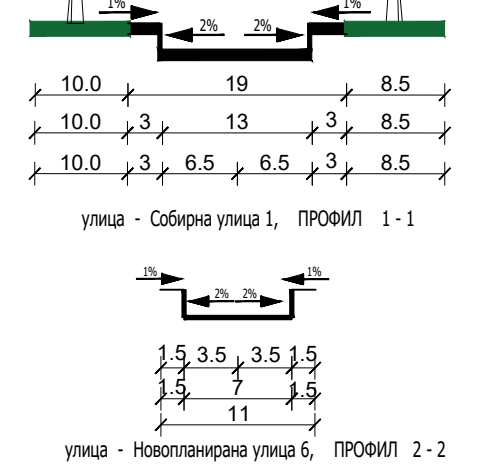 1% 1%
2% 2%
10.0 19 8.5
10.0 3 13 3 8.5
10.0 3 6.5 6.5 3 8.5
улица - Собирна улица 1, ПРОФИЛ 1 - 1
1% 1%
2% 2%
1.5 3.5 3.5 1.5
1.5 7 1.5
11
улица - Новопланирана улица 6, ПРОФИЛ 2 - 2